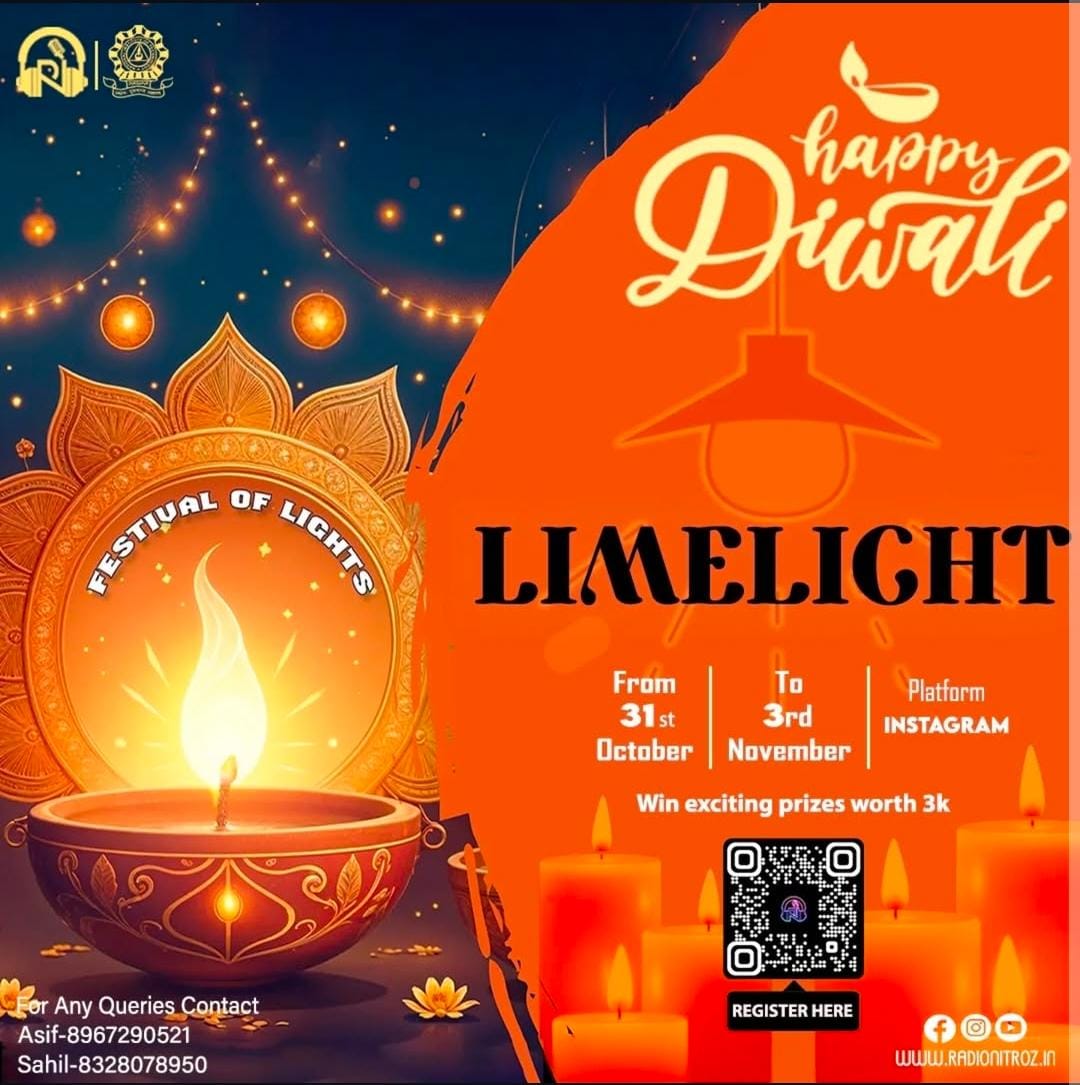 happy
Diwali
FESTIVAL OF LIGHTS
LIMELIGHT
From
31st
October
To
3rd
November
Platform
INSTAGRAM
Win exciting prizes worth 3k
REGISTER HERE
For Any Queries Contact
Asif-8967290521
Sahil-8328078950
WWW.RADIONITROZ.IN